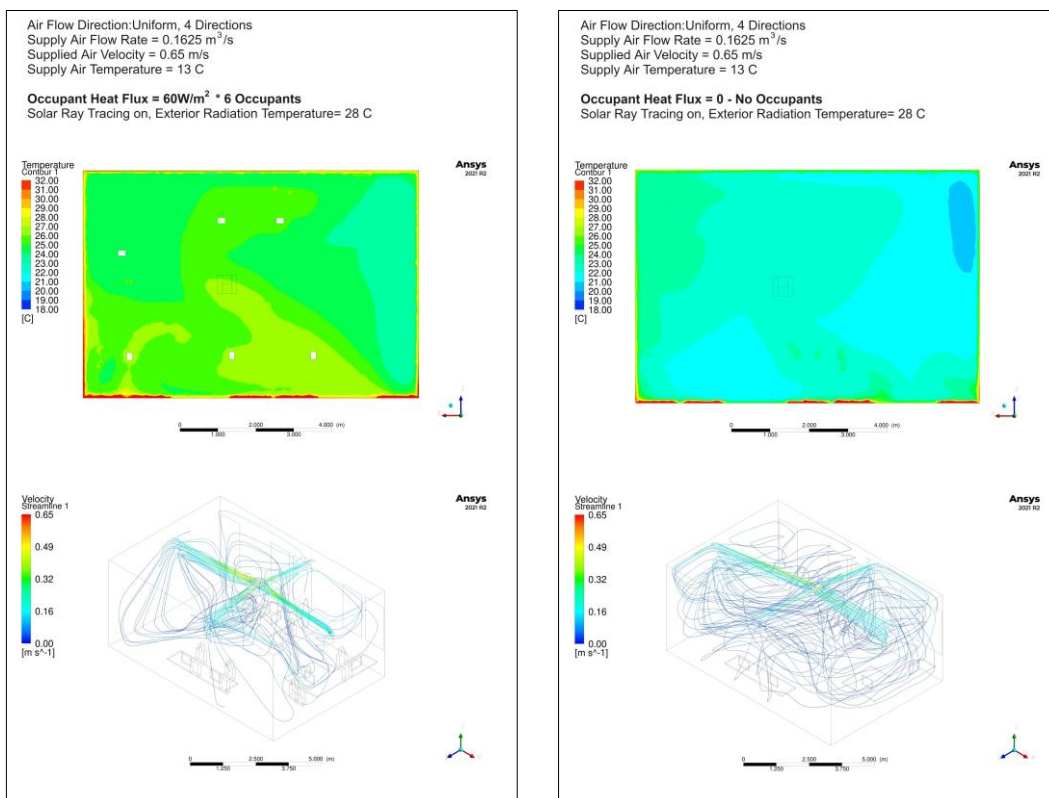 Air Flow Direction:Uniform, 4 Directions
Supply Air Flow Rate = 0.1625 m³/s
Supplied Air Velocity = 0.65 m/s
Supply Air Temperature = 13 C
Occupant Heat Flux = 60W/m² * 6 Occupants
Solar Ray Tracing on, Exterior Radiation Temperature= 28 C
Temperature
Contour 1
32.00
31.00
30.00
29.00
28.00
27.00
26.00
25.00
24.00
23.00
22.00
21.00
20.00
19.00
18.00
[C]
Ansys
2021 R2
0 2.000 4.000 (m)
1.000 3.000
Velocity
Streamline 1
0.65
0.49
0.32
0.16
0.00
[m s^-1]
Ansys
2021 R2
0 2.500 5.000 (m)
1.250 3.750
Air Flow Direction:Uniform, 4 Directions
Supply Air Flow Rate = 0.1625 m³/s
Supplied Air Velocity = 0.65 m/s
Supply Air Temperature = 13 C
Occupant Heat Flux = 0 - No Occupants
Solar Ray Tracing on, Exterior Radiation Temperature= 28 C
Temperature
Contour 1
32.00
31.00
30.00
29.00
28.00
27.00
26.00
25.00
24.00
23.00
22.00
21.00
20.00
19.00
18.00
[C]
Ansys
2021 R2
0 2.000 4.000 (m)
1.000 3.000
Velocity
Streamline 1
0.65
0.49
0.32
0.16
0.00
[m s^-1]
Ansys
2021 R2
0 2.500 5.000 (m)
1.250 3.750